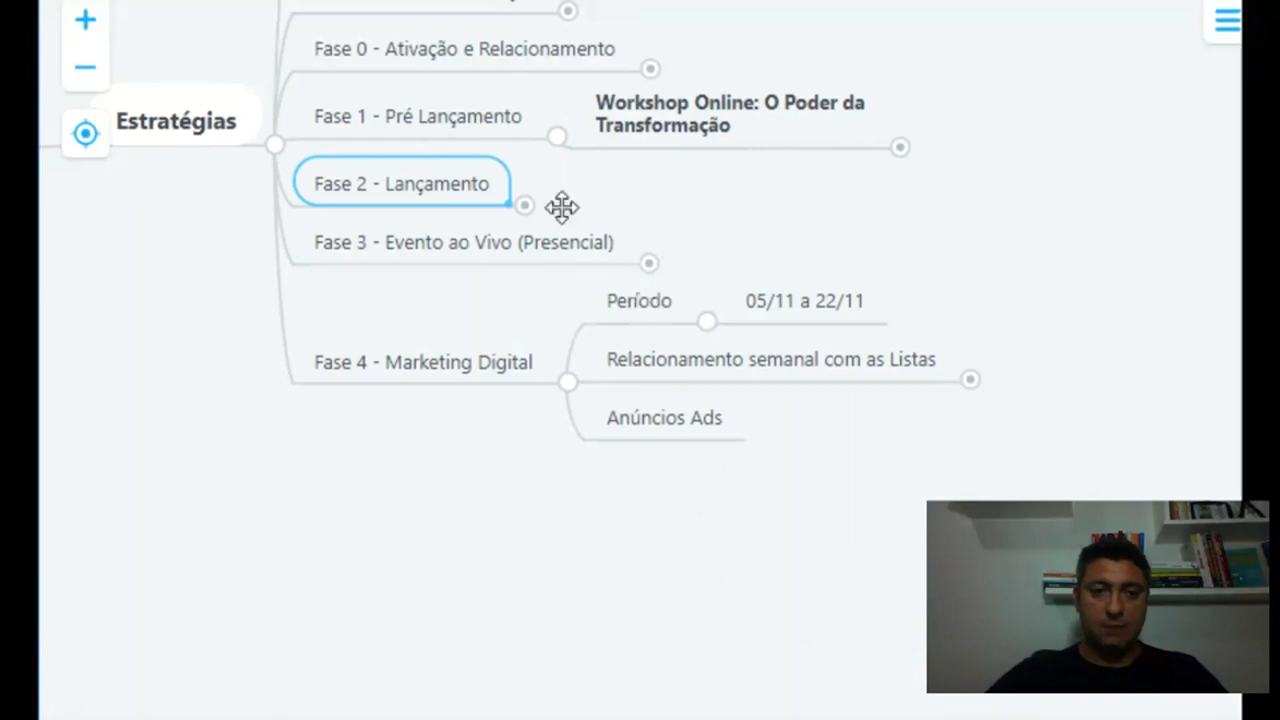 Fase 0 - Ativação e Relacionamento
Estratégias
Fase 1 - Pré Lançamento
Workshop Online: O Poder da
Transformação
Fase 2 - Lançamento
Fase 3 - Evento ao Vivo (Presencial)
Fase 4 - Marketing Digital
Período
05/11 a 22/11
Relacionamento semanal com as Listas
Anúncios Ads